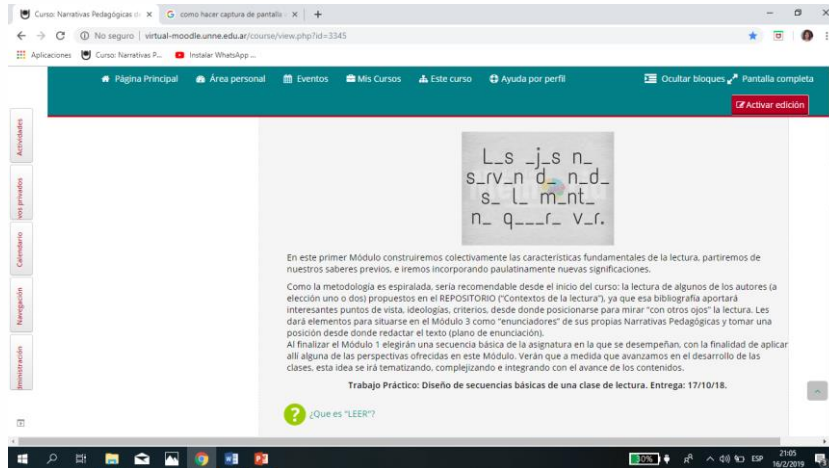 Curso: Narrativas Pedagógicas d
como hacer captura de pantalla
No seguro | virtual-moodle.unne.edu.ar/course/view.php?id=3345
Aplicaciones Curso: Narrativas P... Instalar WhatsApp ...
Página Principal Área personal Eventos Mis Cursos Este curso Ayuda por perfil Ocultar bloques Pantalla completa
Activar edición
Actividades
vos privados
Calendario
Navegación
dministración
L_s _j_s n_
s_rv_n d_ n_d_
s_ l_ m_nt_
n_ q___r_ v_r.
En este primer Módulo construiremos colectivamente las características fundamentales de la lectura, partiremos de
nuestros saberes previos, e iremos incorporando paulatinamente nuevas significaciones.
Como la metodología es espiralada, sería recomendable desde el inicio del curso: la lectura de algunos de los autores (a
elección uno o dos) propuestos en el REPOSITORIO ("Contextos de la lectura"), ya que esa bibliografía aportará
interesantes puntos de vista, ideologías, criterios, desde donde posicionarse para mirar "con otros ojos" la lectura. Les
dará elementos para situarse en el Módulo 3 como "enunciadores" de sus propias Narrativas Pedagógicas y tomar una
posición desde donde redactar el texto (plano de enunciación).
Al finalizar el Módulo 1 elegirán una secuencia básica de la asignatura en la que se desempeñan, con la finalidad de aplicar
allí alguna de las perspectivas ofrecidas en este Módulo. Verán que a medida que avanzamos en el desarrollo de las
clases, esta idea se irá tematizando, complejizando e integrando con el avance de los contenidos.
Trabajo Práctico: Diseño de secuencias básicas de una clase de lectura. Entrega: 17/10/18.
¿Que es "LEER"?
ESP
21:05
16/2/2019